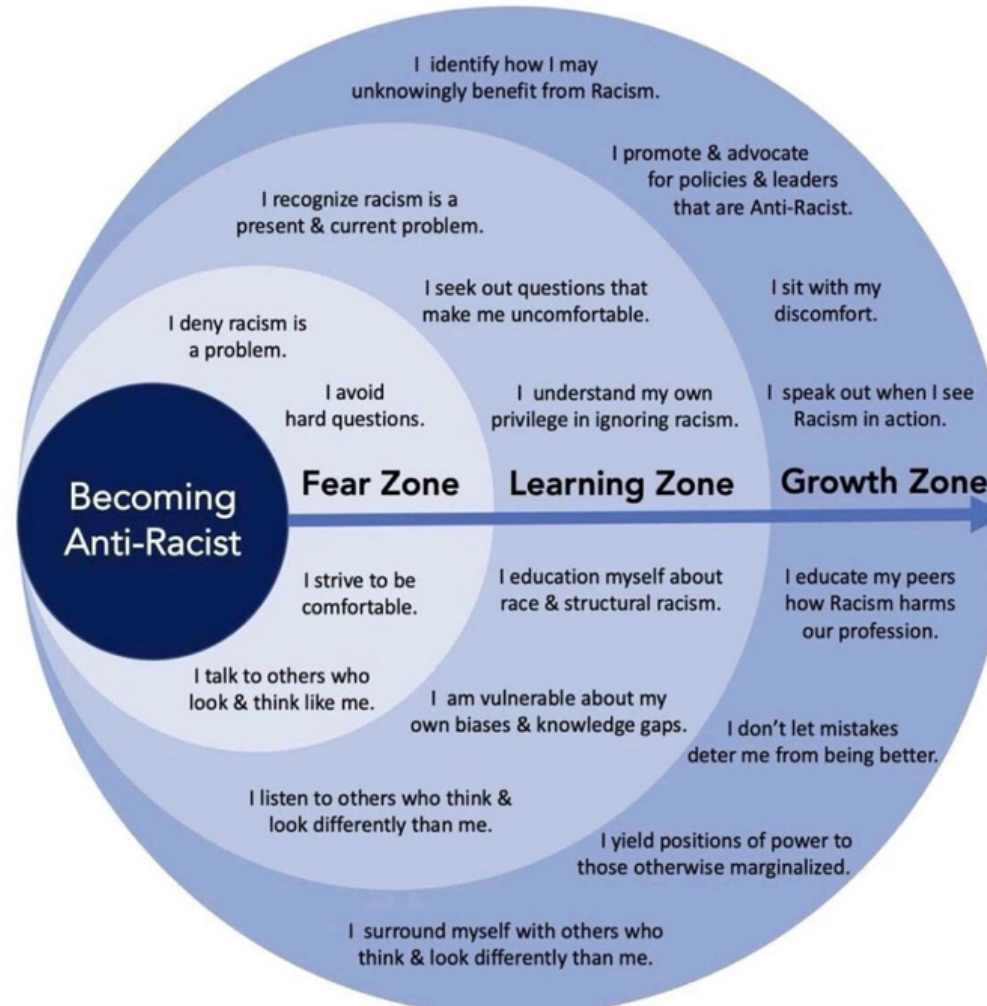 I identify how I may
unknowingly benefit from Racism.
I promote & advocate
for policies & leaders
that are Anti-Racist.
I recognize racism is a
present & current problem.
I seek out questions that
make me uncomfortable.
I sit with my
discomfort.
I deny racism is
a problem.
I avoid
hard questions.
I understand my own
privilege in ignoring racism.
I speak out when I see
Racism in action.
Becoming
Anti-Racist
Fear Zone
Learning Zone
Growth Zone
I strive to be
comfortable.
I education myself about
race & structural racism.
I educate my peers
how Racism harms
our profession.
I talk to others who
look & think like me.
I am vulnerable about my
own biases & knowledge gaps.
I don't let mistakes
deter me from being better.
I listen to others who think &
look differently than me.
I yield positions of power to
those otherwise marginalized.
I surround myself with others who
think & look differently than me.